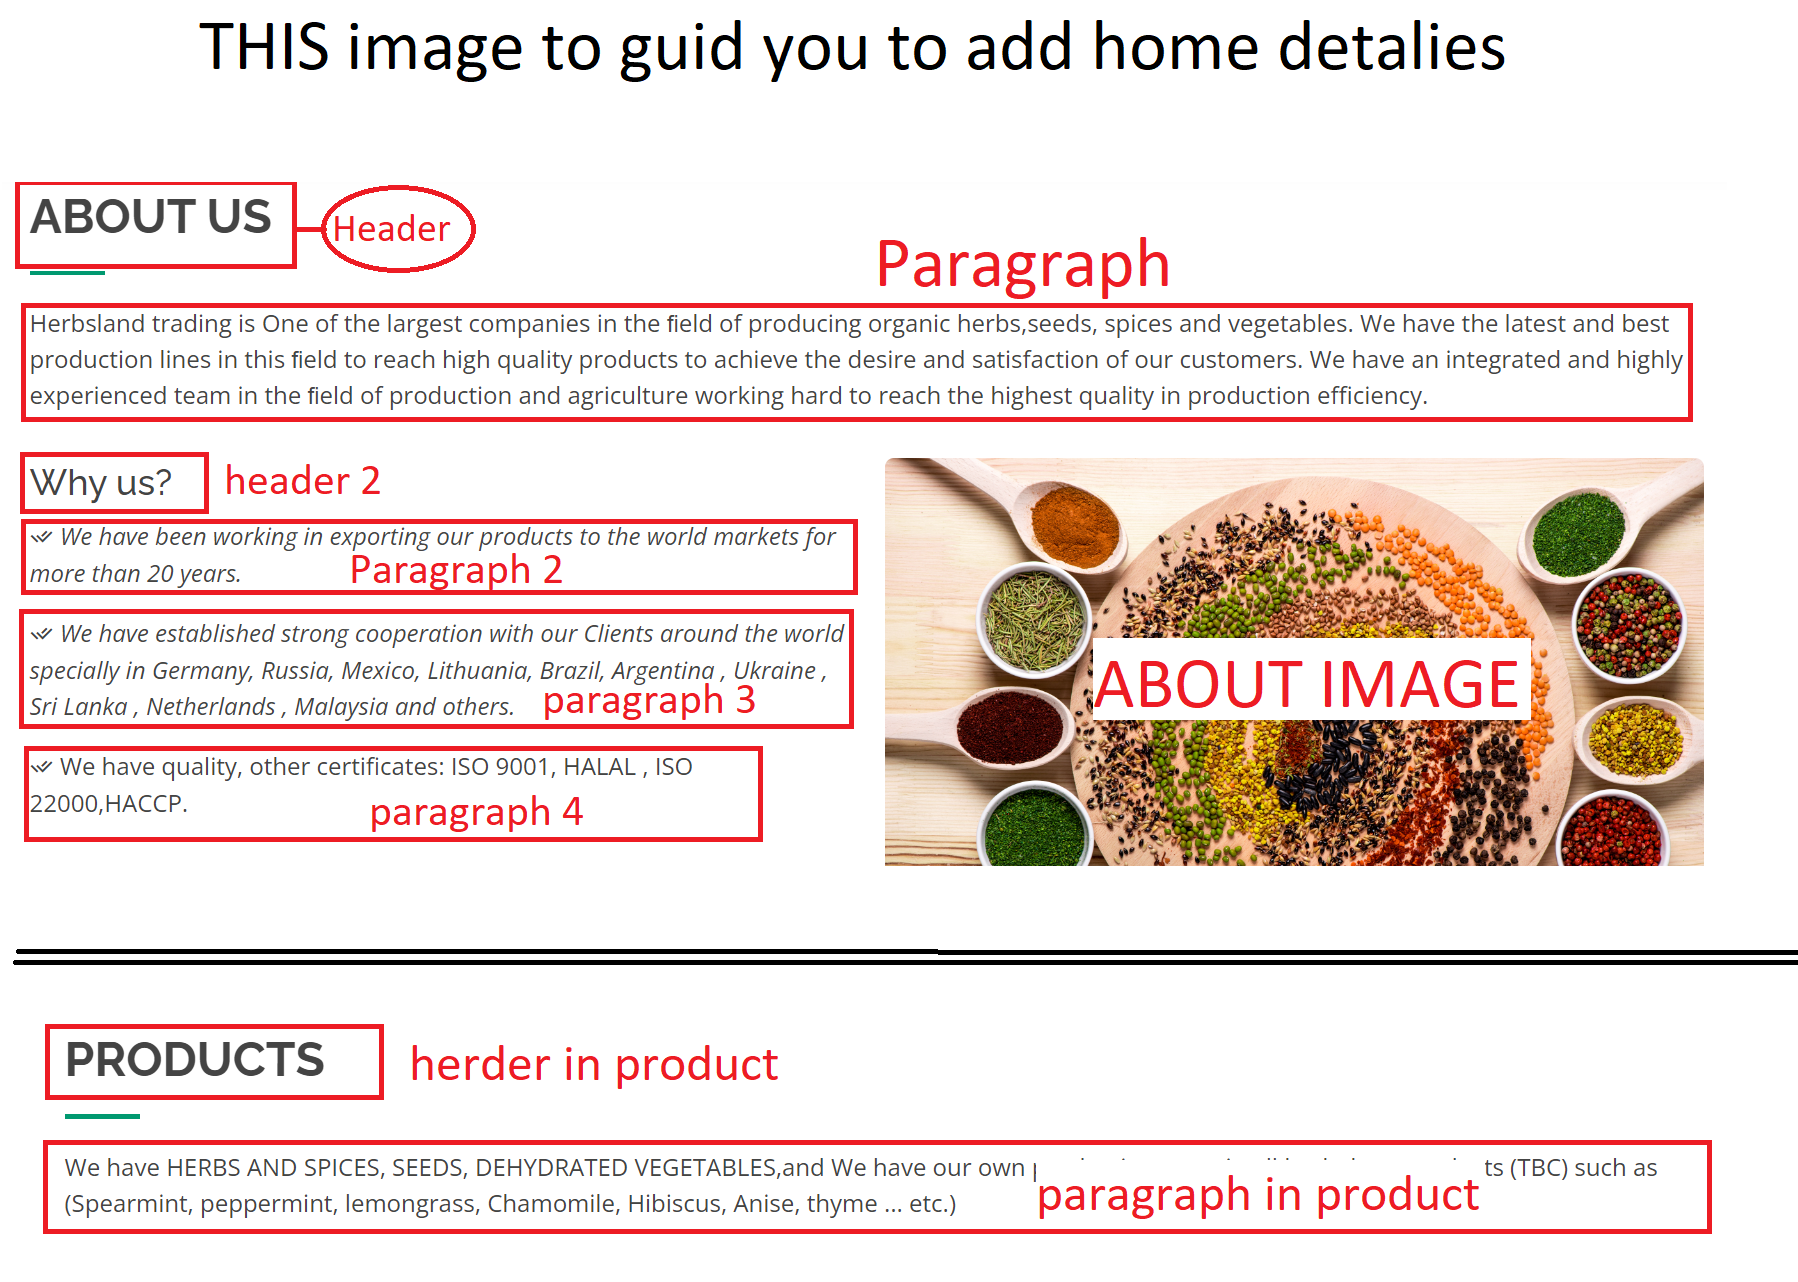 THIS image to guid you to add home detalies
ABOUT US
Header
Paragraph
Herbsland trading is One of the largest companies in the field of producing organic herbs,seeds, spices and vegetables. We have the latest and best
production lines in this field to reach high quality products to achieve the desire and satisfaction of our customers. We have an integrated and highly
experienced team in the field of production and agriculture working hard to reach the highest quality in production efficiency.
Why us?
header 2
We have been working in exporting our products to the world markets for
more than 20 years.
Paragraph 2
We have established strong cooperation with our Clients around the world
specially in Germany, Russia, Mexico, Lithuania, Brazil, Argentina , Ukraine ,
Sri Lanka , Netherlands , Malaysia and others.
paragraph 3
We have quality, other certificates: ISO 9001, HALAL , ISO
22000,HACCP.
paragraph 4
ABOUT IMAGE
PRODUCTS
herder in product
We have HERBS AND SPICES, SEEDS, DEHYDRATED VEGETABLES,and We have our own ts (TBC) such as
(Spearmint, peppermint, lemongrass, Chamomile, Hibiscus, Anise, thyme ... etc.)
paragraph in product